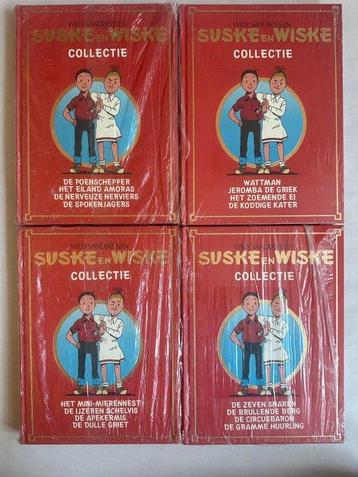 WILLY VANDERSTEEN
SUSKE EN WISKE
COLLECTIE
DE POENSCHEPPER
HET EILAND AMORAS
DE NERVEUZE NERVIERS
DE SPOKENJAGERS
WILLY VANDERSTEEN
SUSKE EN WISKE
COLLECTIE
WATTMAN
JEROMBA DE GRIEK
HET ZOEMENDE EI
DE KODDIGE KATER
WILLY VANDERSTEEN
SUSKE EN WISKE
COLLECTIE
HET MINI-MIERENNEST
DE IJZEREN SCHELVIS
DE APEKERMIS
DE DULLE GRIET
WILLY VANDERSTEEN
SUSKE EN WISKE
COLLECTIE
DE ZEVEN SNAREN
DE BRULLENDE BERG
DE CIRCUSBARON
DE GRAMME HUURLING